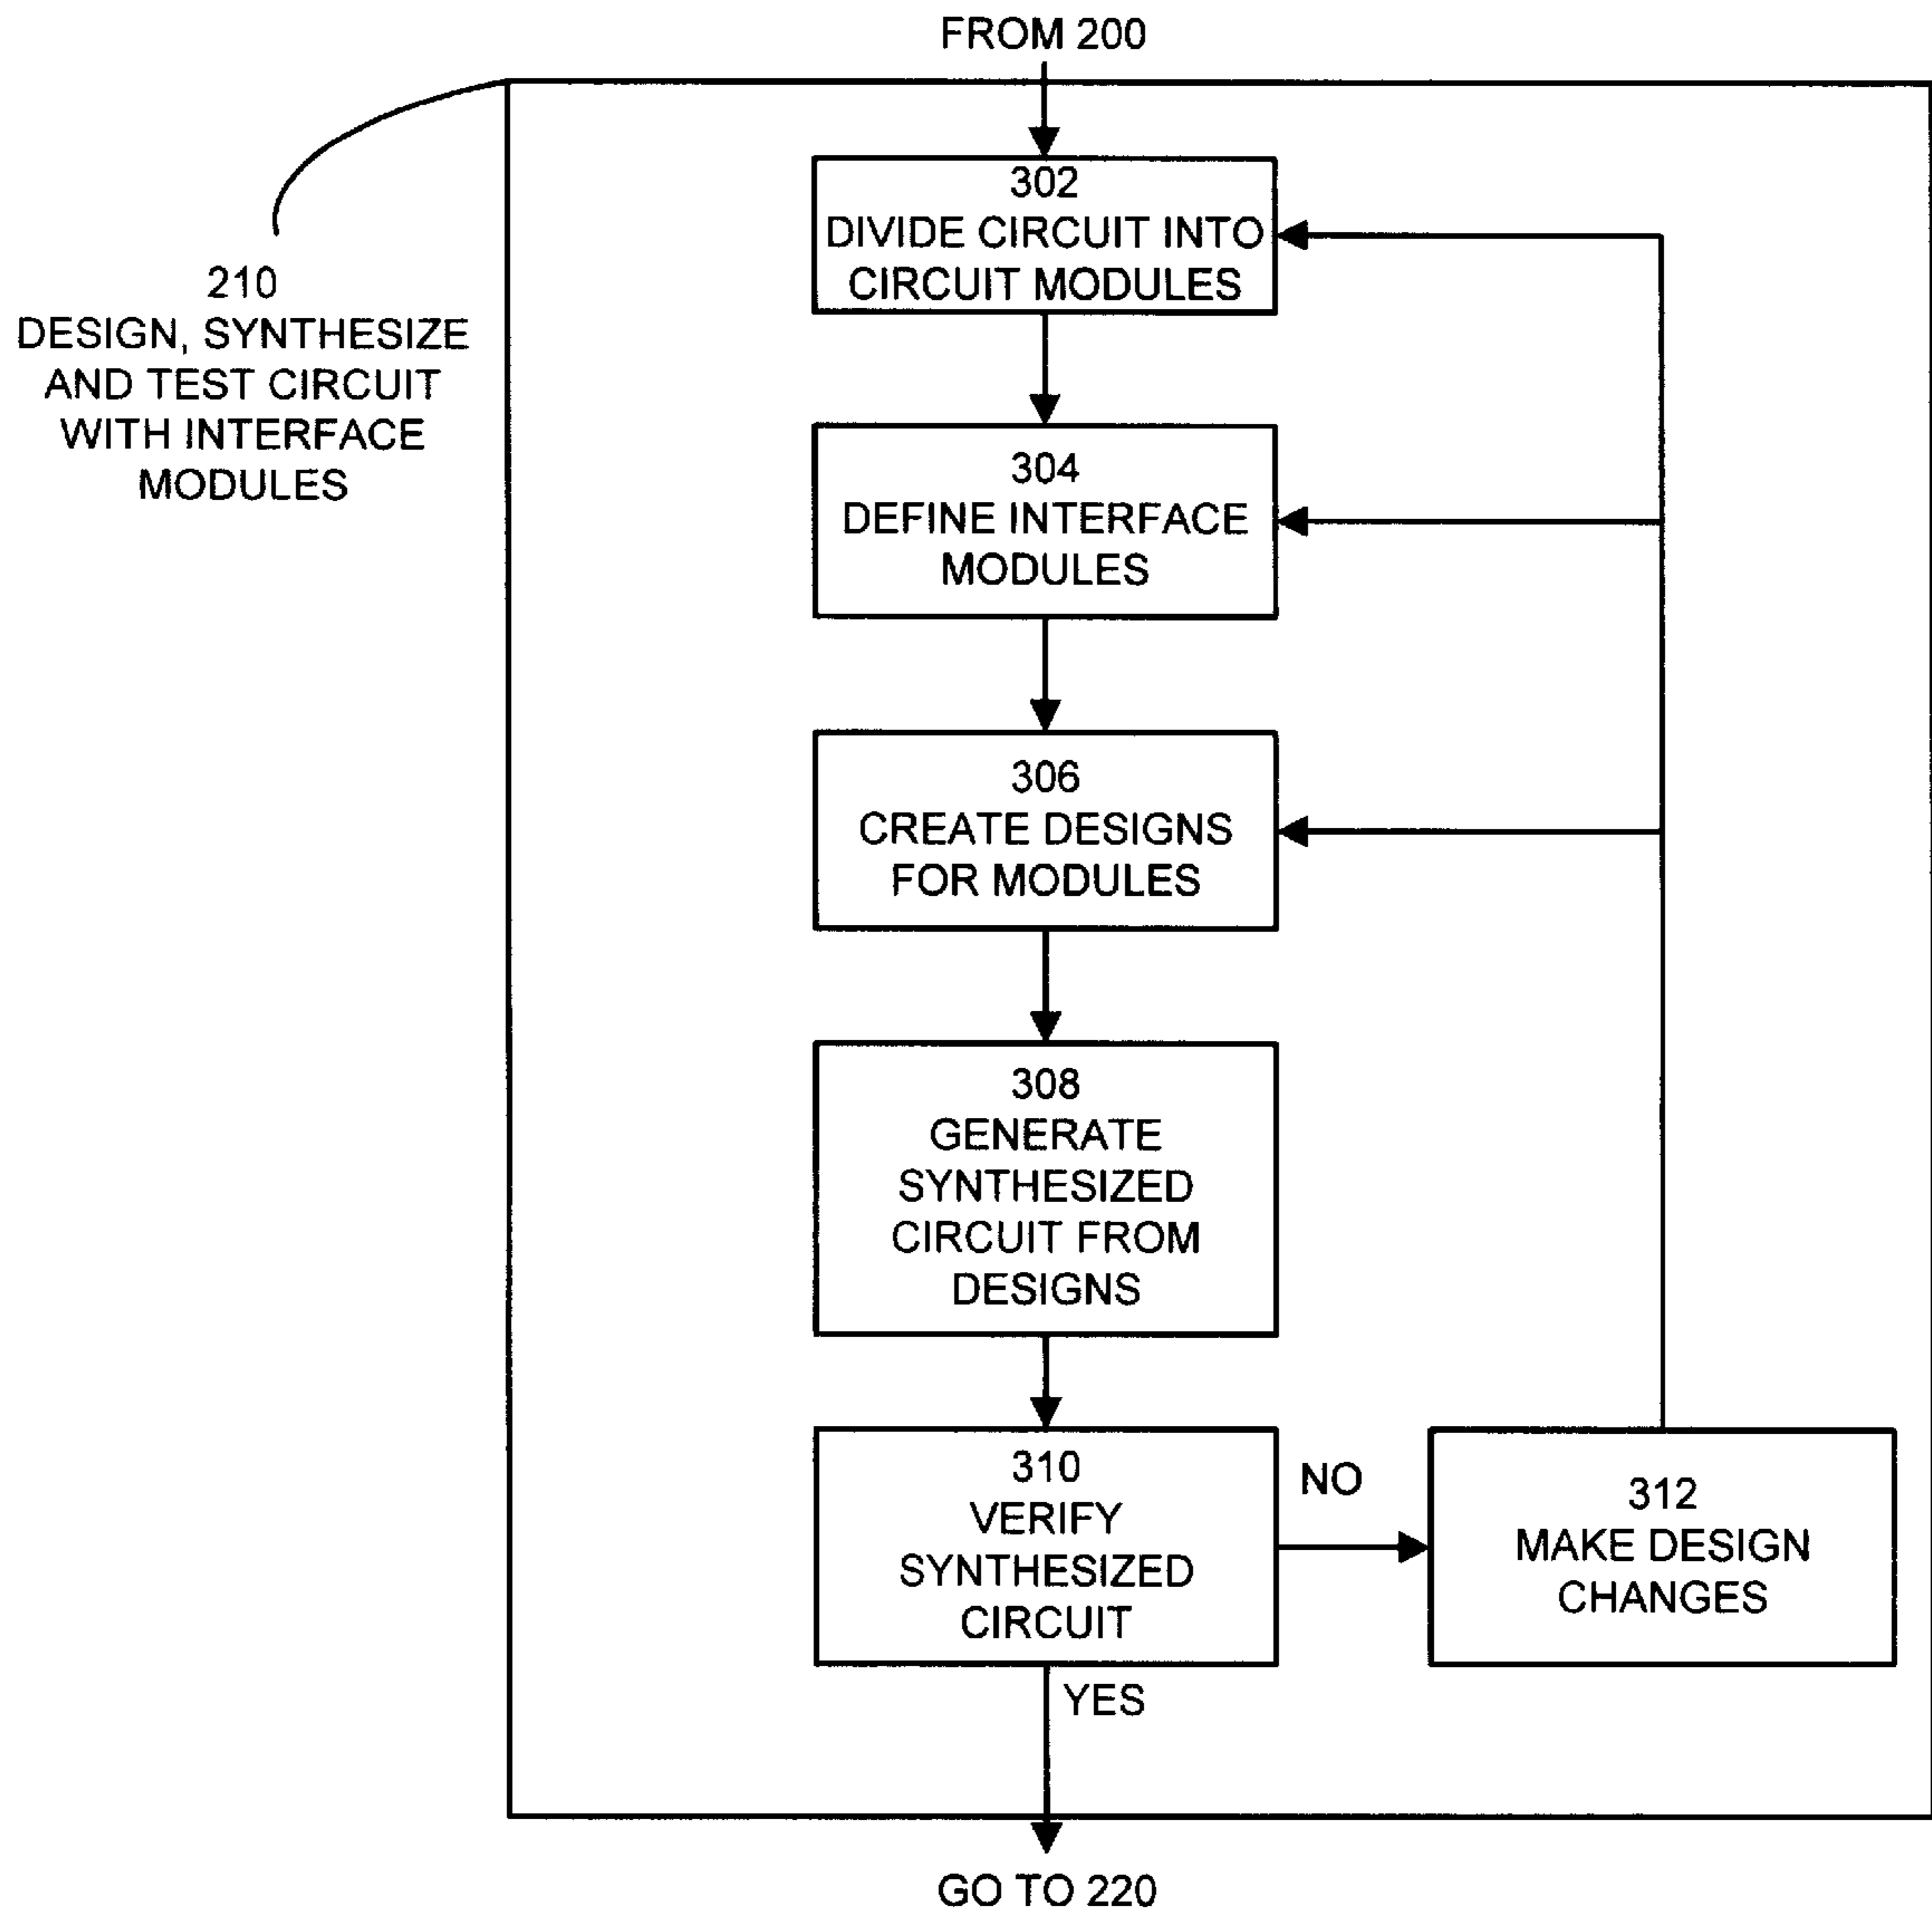 FROM 200
302
DIVIDE CIRCUIT INTO
CIRCUIT MODULES
210
DESIGN, SYNTHESIZE
AND TEST CIRCUIT
WITH INTERFACE
MODULES
304
DEFINE INTERFACE
MODULES
306
CREATE DESIGNS
FOR MODULES
308
GENERATE
SYNTHESIZED
CIRCUIT FROM
DESIGNS
310
VERIFY
SYNTHESIZED
CIRCUIT
NO
312
MAKE DESIGN
CHANGES
YES
GO TO 220